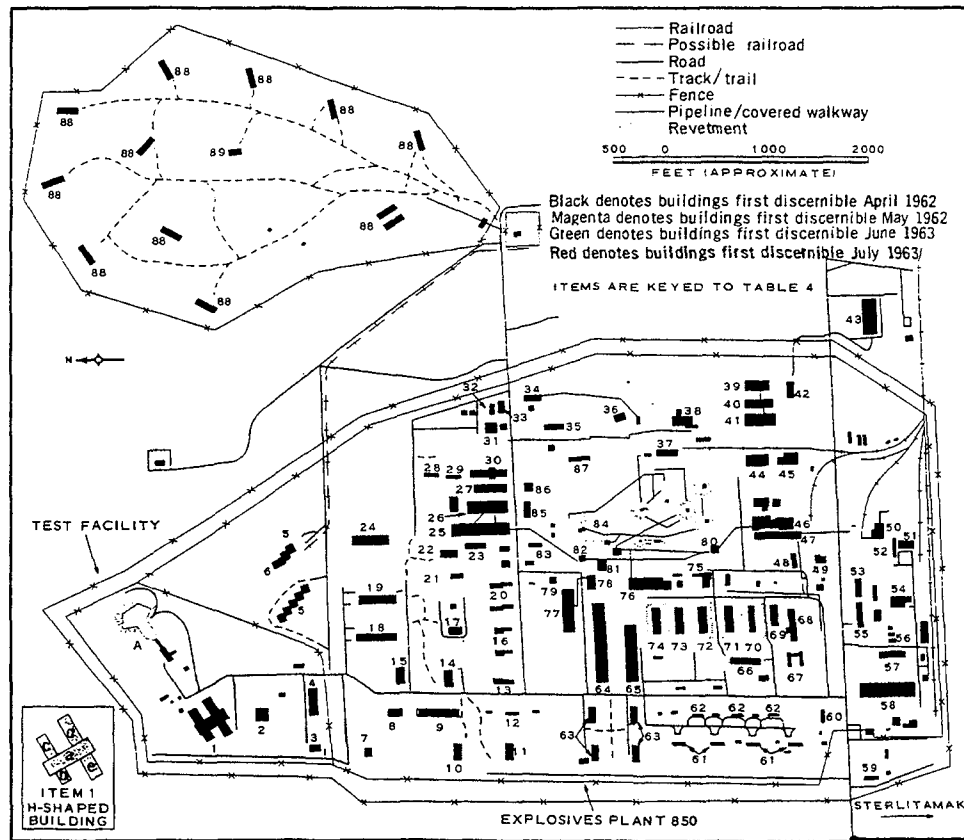 Railroad
Possible railroad
Road
Track/trail
Fence
Pipeline/covered walkway
Revetment
500 0 1000 2000
FEET (APPROXIMATE)
Black denotes buildings first discernible April 1962
Magenta denotes buildings first discernible May 1962
Green denotes buildings first discernible June 1963
Red denotes buildings first discernible July 1963
ITEMS ARE KEYED TO TABLE 4
88 88
88 88
88 89 88
88
88 88
88
88
N
43
32 34 39 42
33 36 38 40
31 35 41
30 37
28 29 87 44 45
27
TEST FACILITY
5 26 86
24 25 85 84 46
6 22 23 83 82 80 47 50
81 48 49 52 51
5 21 79 78 76 75 53
19 20 77 54
A 17 68
18 16 74 73 72 71 70 69 55 56
15 14 66 67 57
13 64 65
4 58
2 8 9 12 62 62 62 60
3 7 10 11 63 63 61 61 59
ITEM 1
H-SHAPED
BUILDING
EXPLOSIVES PLANT 850
STERLITAMAK